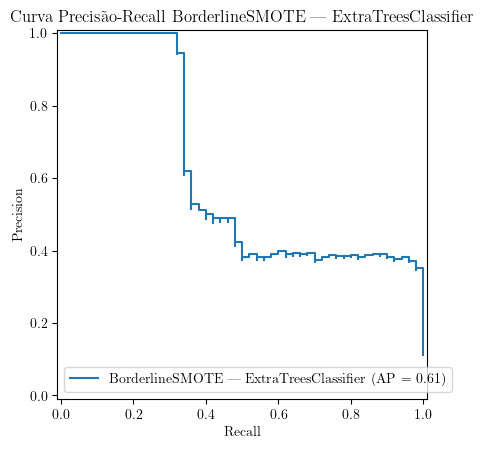 Curva Precisão-Recall BorderlineSMOTE — ExtraTreesClassifier
1.0
0.8
0.6
0.4
0.2
0.0
Precision
BorderlineSMOTE — ExtraTreesClassifier (AP = 0.61)
0.0 0.2 0.4 0.6 0.8 1.0
Recall